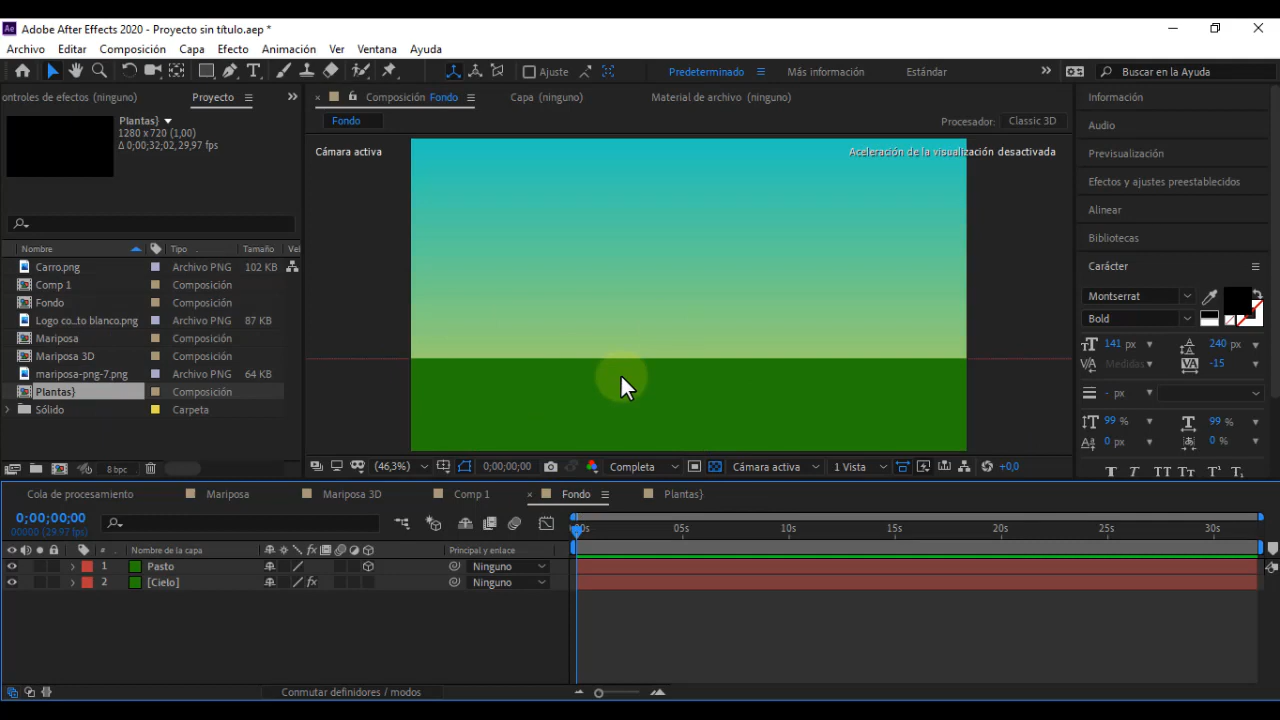 Adobe After Effects 2020 - Proyecto sin título.aep *
Archivo Editar Composición Capa Efecto Animación Ver Ventana Ayuda
Ajuste Predeterminado Más información Estándar Buscar en la Ayuda
ontroles de efectos (ninguno) Proyecto Composición Fondo Capa (ninguno) Material de archivo (ninguno) Información
Plantas}
1280 x 720 (1,00)
Δ 0;00;32;02, 29,97 fps
Fondo Procesador: Classic 3D
Cámara activa Aceleración de la visualización desactivada
Audio
Previsualización
Efectos y ajustes preestablecidos
Alinear
Bibliotecas
Carácter
Montserrat
Bold
141 px 240 px
Medidas -15
- px
99 % 99 %
0 px 0 %
T T TT Tr T¹ T₁
Nombre Tipo Tamaño Vel
Carro.png Archivo PNG 102 KB
Comp 1 Composición
Fondo Composición
Logo co...to blanco.png Archivo PNG 87 KB
Mariposa Composición
Mariposa 3D Composición
mariposa-png-7.png Archivo PNG 64 KB
Plantas} Composición
Sólido Carpeta
8 bpc (46,3%) 0;00;00;00 Completa Cámara activa 1 Vista +0,0
Cola de procesamiento Mariposa Mariposa 3D Comp 1 Fondo Plantas}
0;00;00;00
00000 (29.97 fps)
:00s 05s 10s 15s 20s 25s 30s
# Nombre de la capa Principal y enlace
1 Pasto Ninguno
2 [Cielo] Ninguno
Conmutar definidores / modos